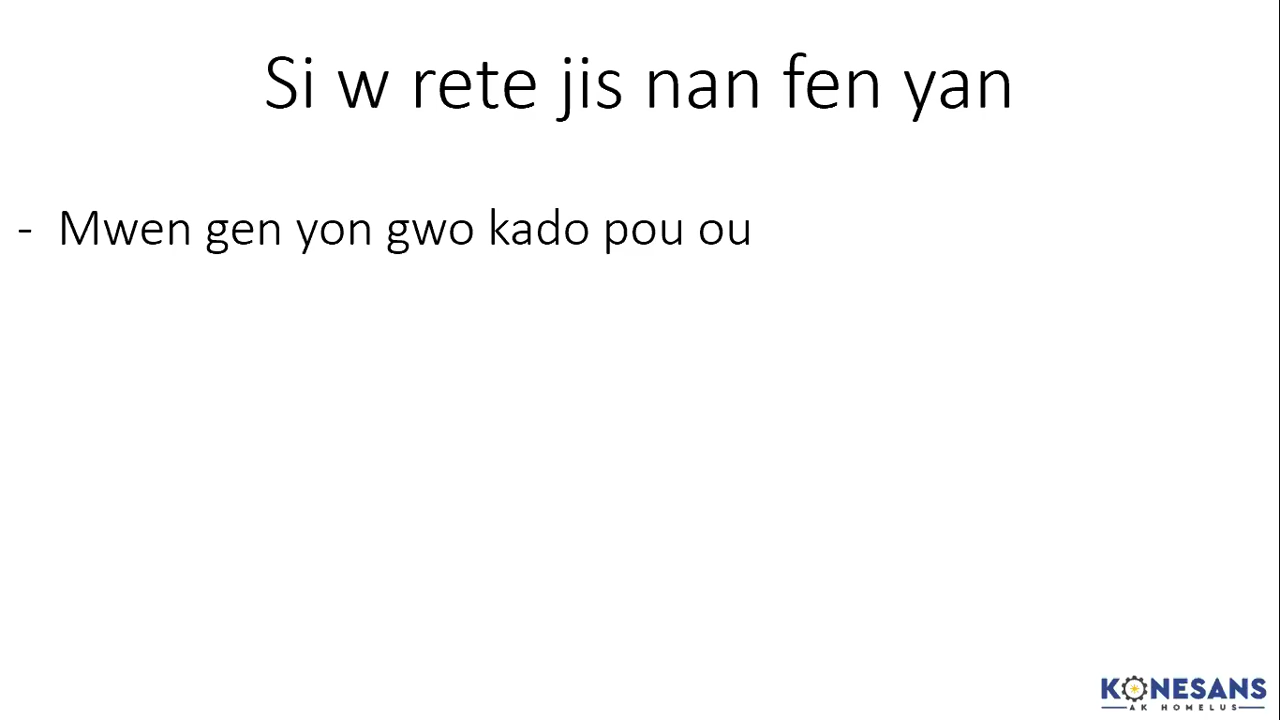 Si w rete jis nan fen yan
- Mwen gen yon gwo kado pou ou
KONESANS
AK HOMELUS